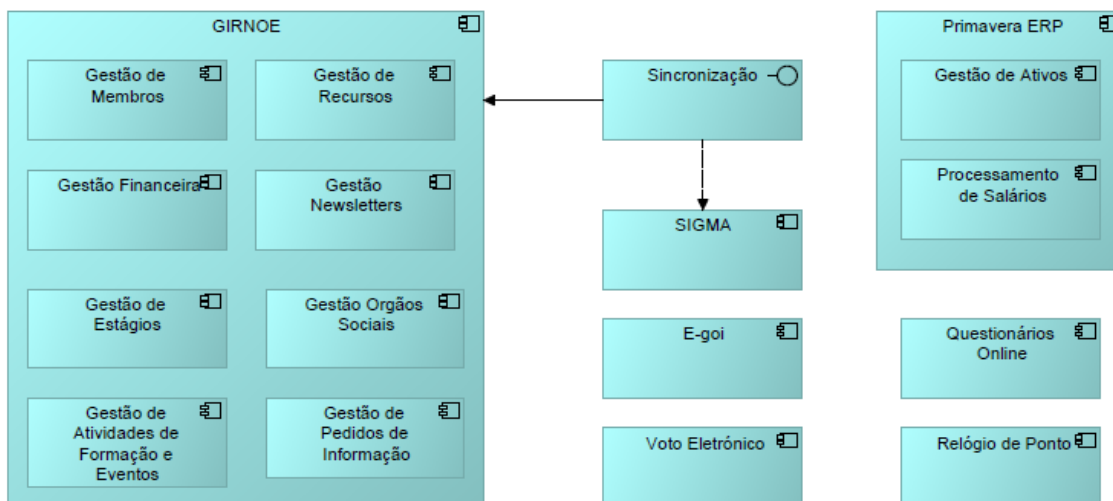 GIRNOE
Gestão de
Membros
Gestão de
Recursos
Gestão Financeira
Gestão
Newsletters
Gestão de
Estágios
Gestão Orgãos
Sociais
Gestão de
Atividades de
Formação e
Eventos
Gestão de
Pedidos de
Informação
Sincronização
SIGMA
E-goi
Voto Eletrónico
Primavera ERP
Gestão de Ativos
Processamento
de Salários
Questionários
Online
Relógio de Ponto